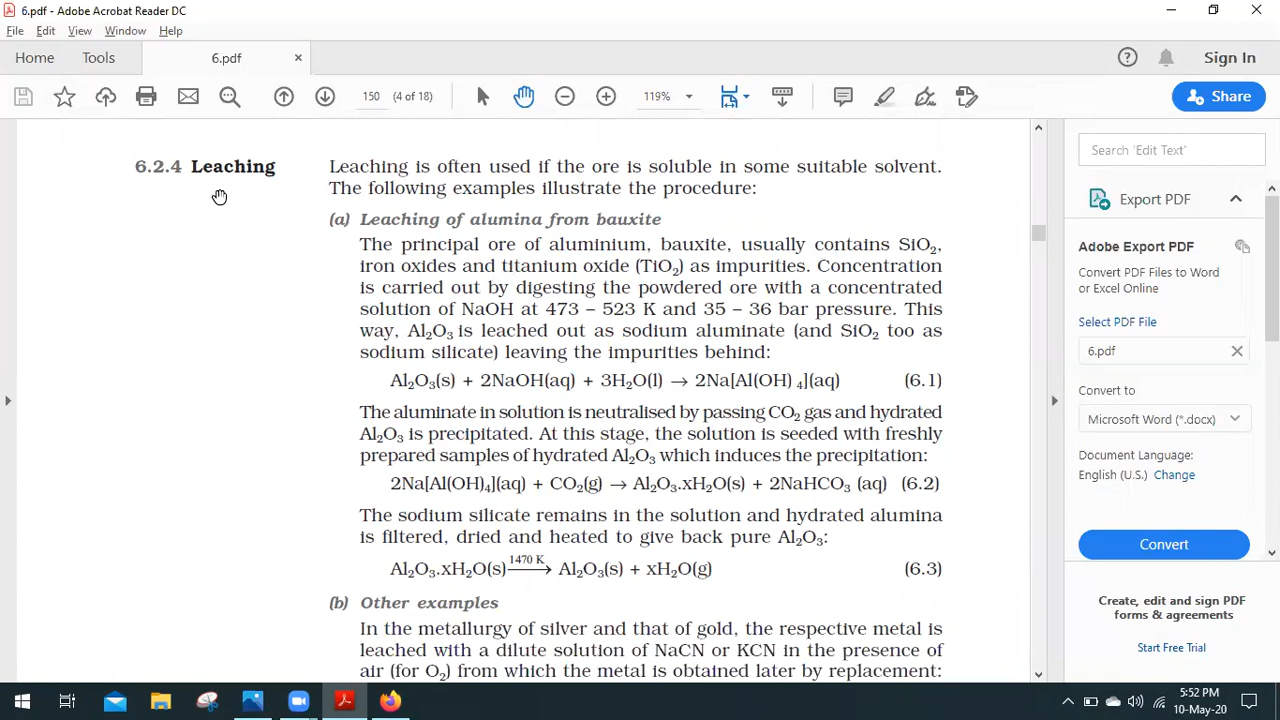 6.pdf - Adobe Acrobat Reader DC
File Edit View Window Help
Home Tools 6.pdf × Sign In
150 (4 of 18) 119% Share
6.2.4 Leaching
Leaching is often used if the ore is soluble in some suitable solvent.
The following examples illustrate the procedure:
(a) Leaching of alumina from bauxite
The principal ore of aluminium, bauxite, usually contains SiO₂,
iron oxides and titanium oxide (TiO₂) as impurities. Concentration
is carried out by digesting the powdered ore with a concentrated
solution of NaOH at 473 – 523 K and 35 – 36 bar pressure. This
way, Al₂O₃ is leached out as sodium aluminate (and SiO₂ too as
sodium silicate) leaving the impurities behind:
Al₂O₃(s) + 2NaOH(aq) + 3H₂O(l) → 2Na[Al(OH) ₄](aq) (6.1)
The aluminate in solution is neutralised by passing CO₂ gas and hydrated
Al₂O₃ is precipitated. At this stage, the solution is seeded with freshly
prepared samples of hydrated Al₂O₃ which induces the precipitation:
2Na[Al(OH)₄](aq) + CO₂(g) → Al₂O₃.xH₂O(s) + 2NaHCO₃ (aq) (6.2)
The sodium silicate remains in the solution and hydrated alumina
is filtered, dried and heated to give back pure Al₂O₃:
1470 K
Al₂O₃.xH₂O(s) ⟶ Al₂O₃(s) + xH₂O(g) (6.3)
(b) Other examples
In the metallurgy of silver and that of gold, the respective metal is
leached with a dilute solution of NaCN or KCN in the presence of
air (for O₂) from which the metal is obtained later by replacement:
Search 'Edit Text'
Export PDF
Adobe Export PDF
Convert PDF Files to Word
or Excel Online
Select PDF File
6.pdf
Convert to
Microsoft Word (*.docx)
Document Language:
English (U.S.) Change
Convert
Create, edit and sign PDF
forms & agreements
Start Free Trial
5:52 PM
10-May-20